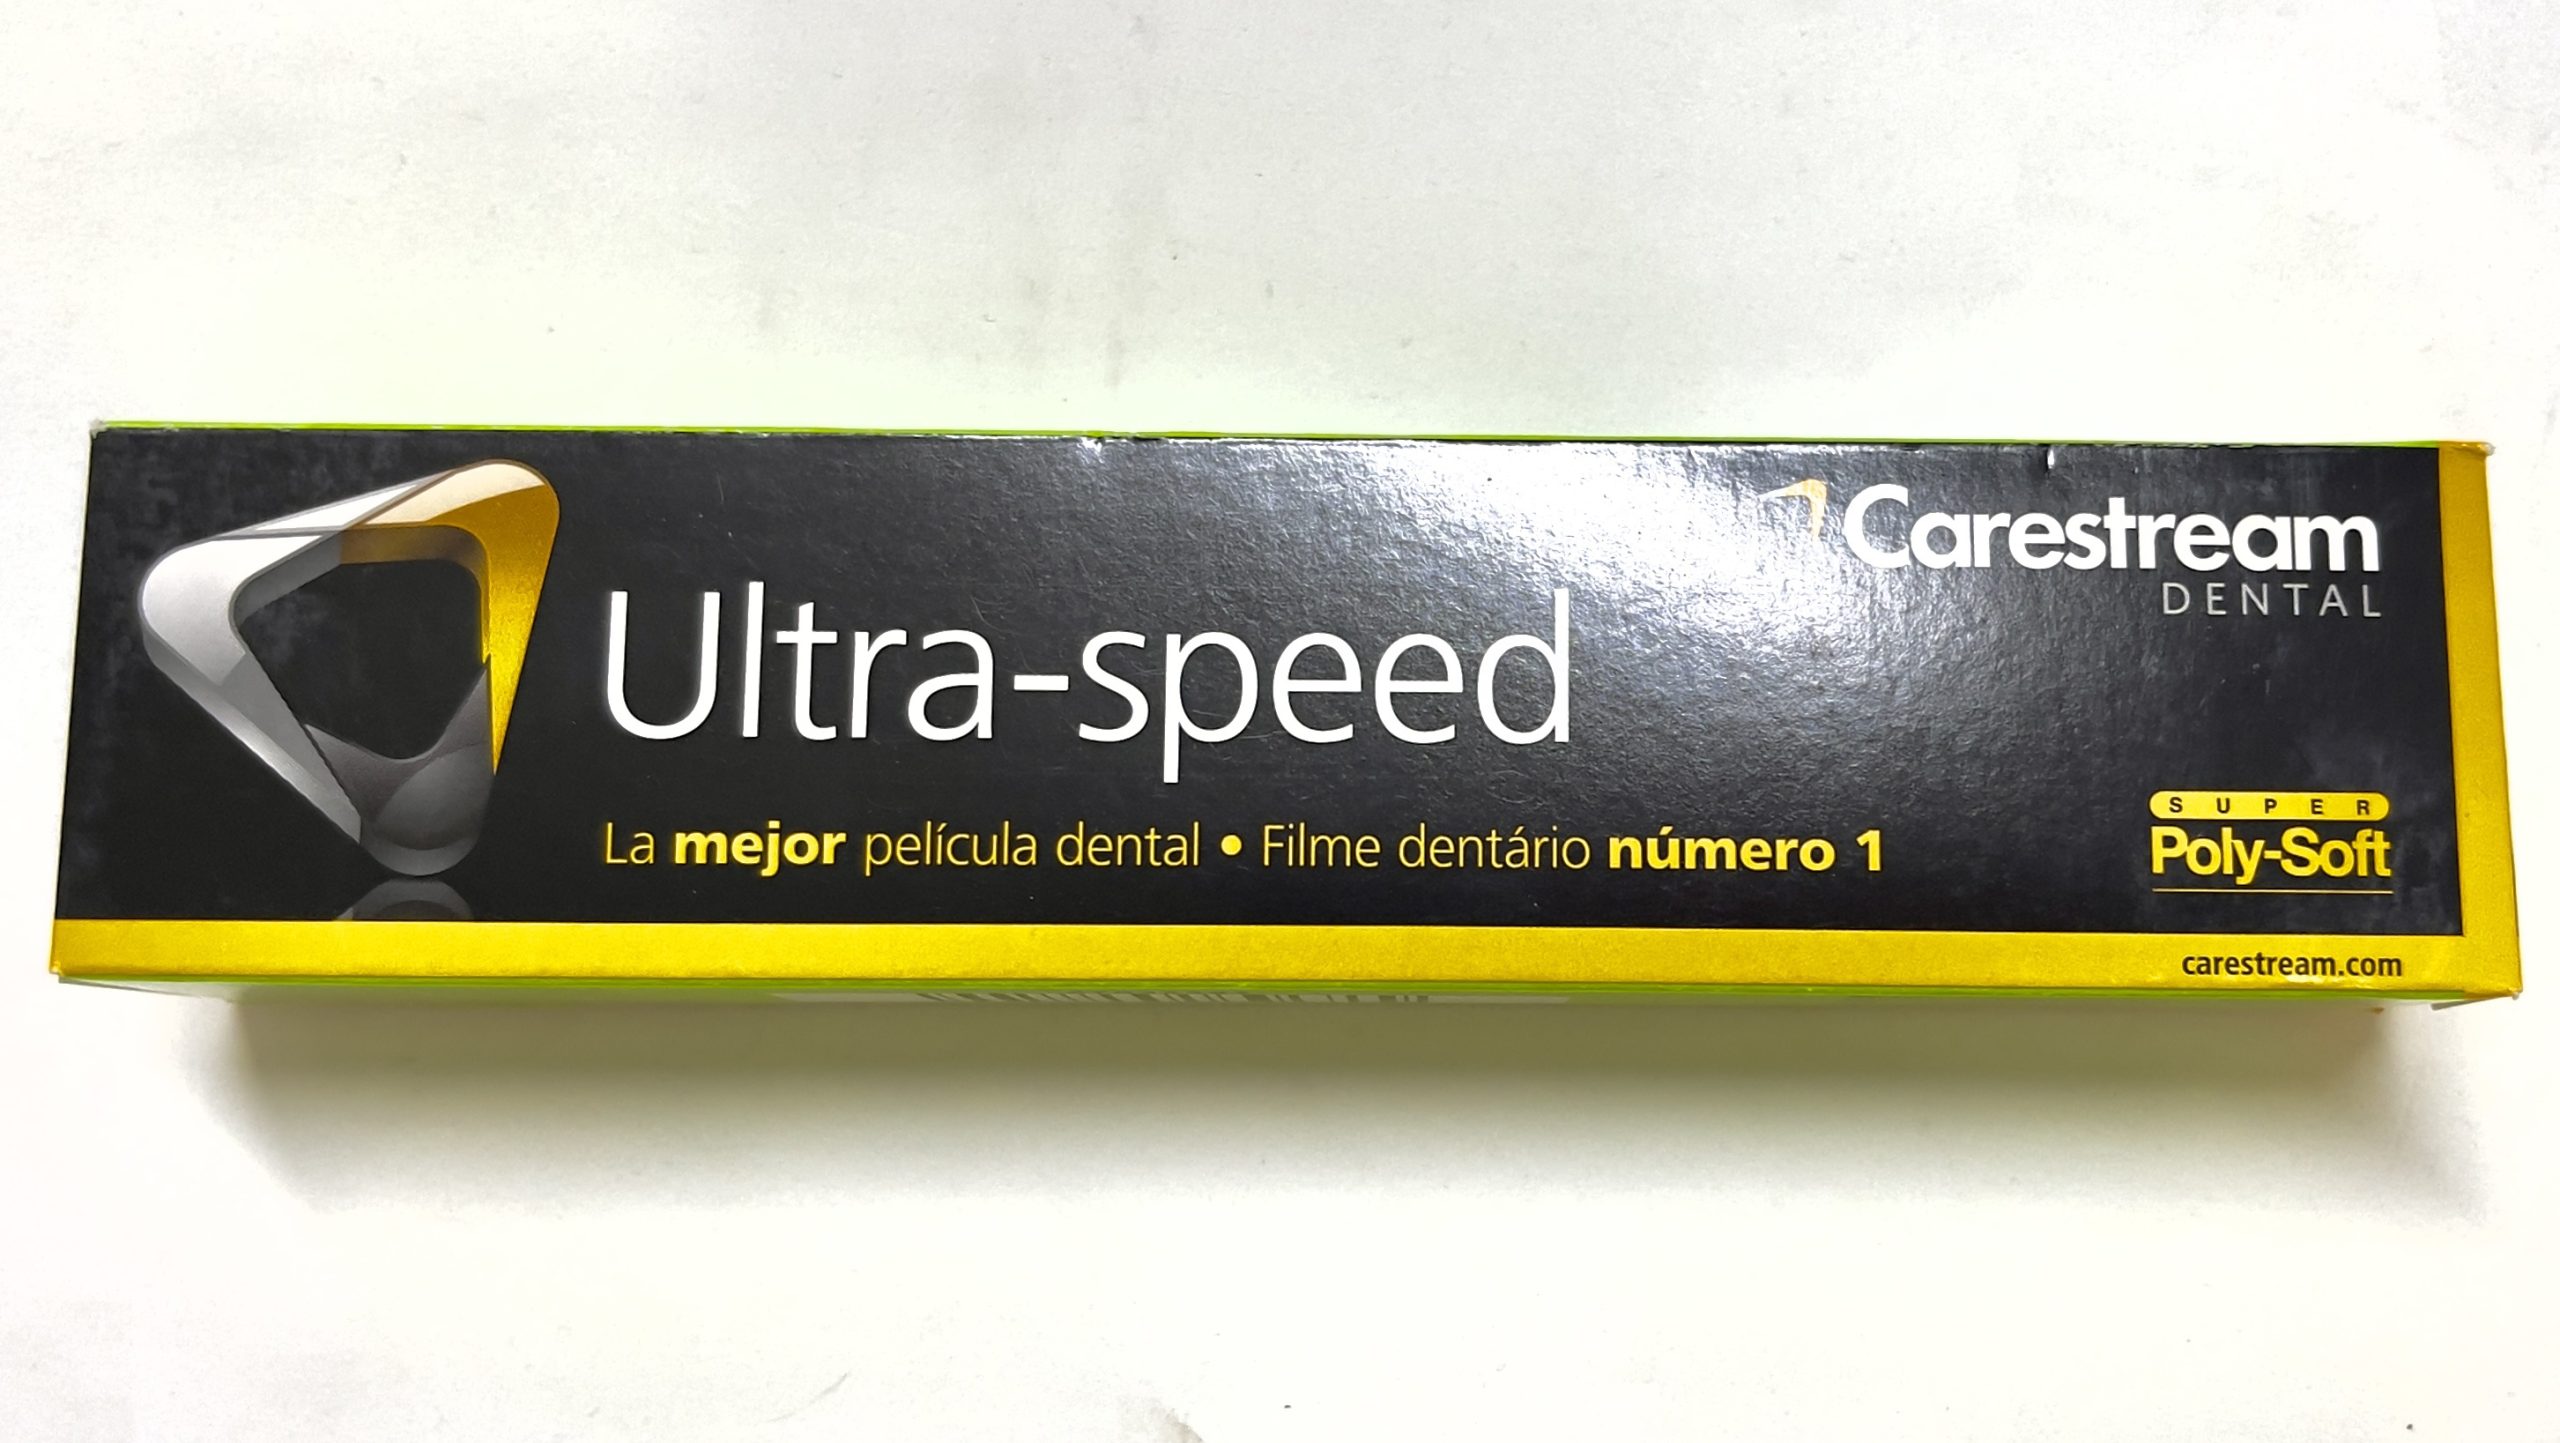 Carestream
DENTAL
Ultra-speed
La mejor película dental • Filme dentário número 1
SUPER
Poly-Soft
carestream.com